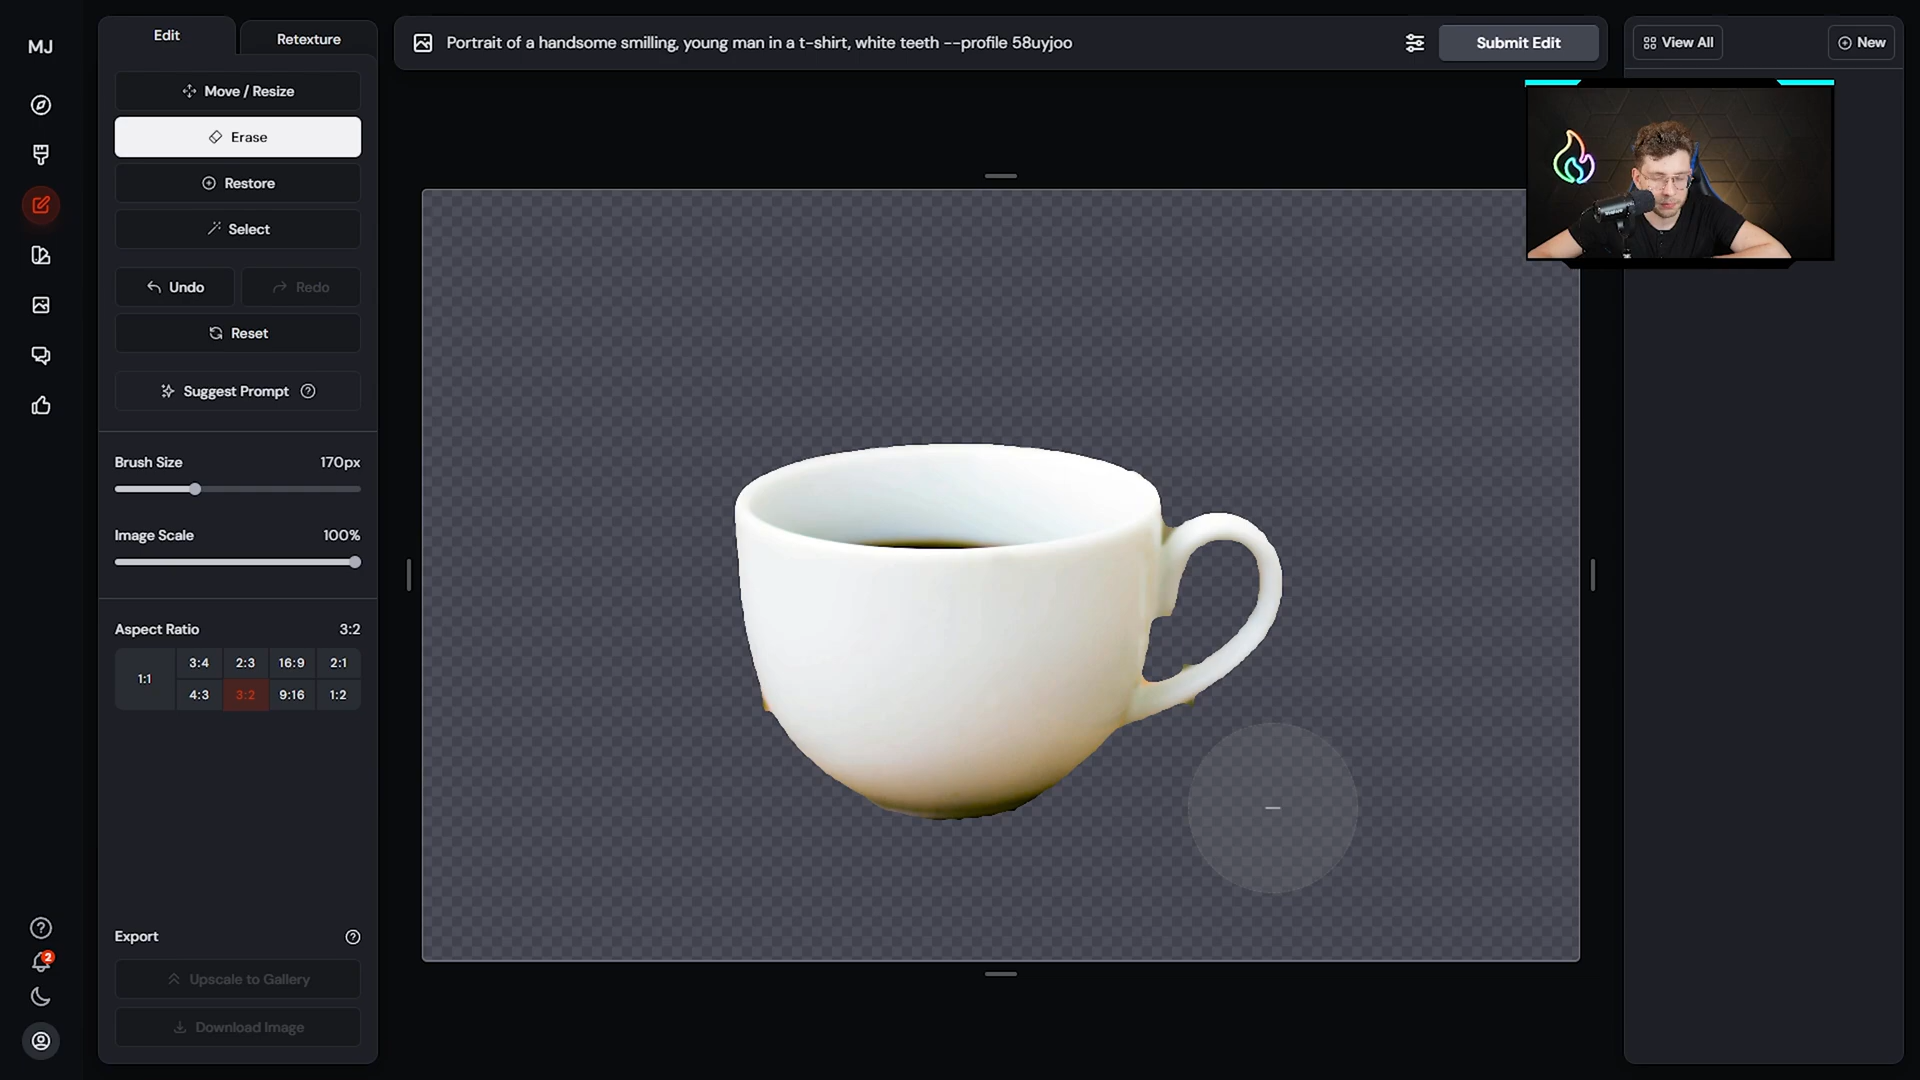 MJ
Edit
Retexture
Portrait of a handsome smilling, young man in a t-shirt, white teeth --profile 58uyjoo
Submit Edit
View All
New
Move / Resize
Erase
Restore
Select
Undo
Redo
Reset
Suggest Prompt
Brush Size
170px
Image Scale
100%
Aspect Ratio
3:2
1:1
3:4
2:3
16:9
2:1
4:3
3:2
9:16
1:2
Export
2
Upscale to Gallery
Download Image